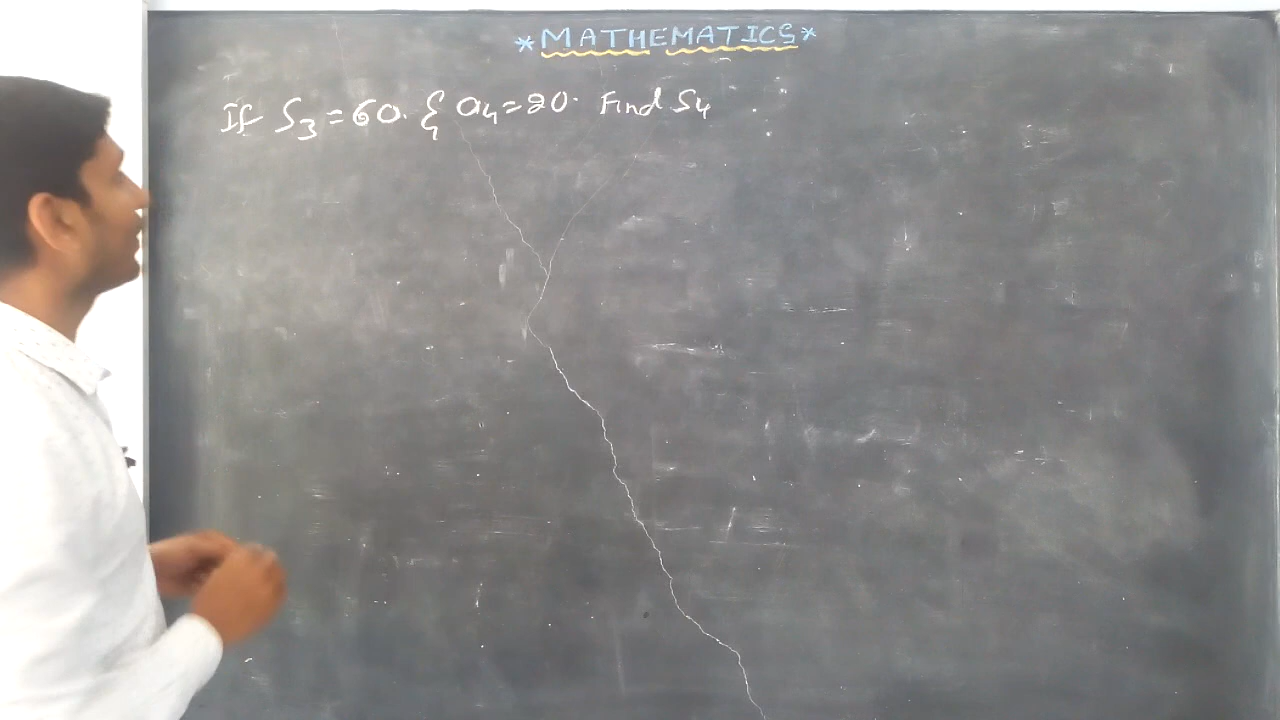 *MATHEMATICS*
If S₃ = 60. & a₄ = 20. Find S₄